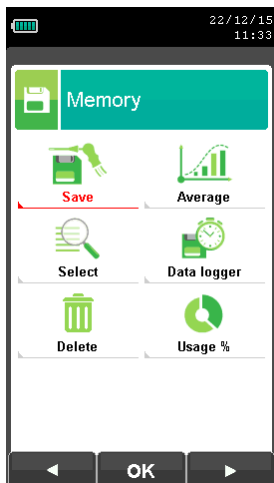 22/12/15
11:33
Memory
Save
Average
Select
Data logger
Delete
Usage %
OK